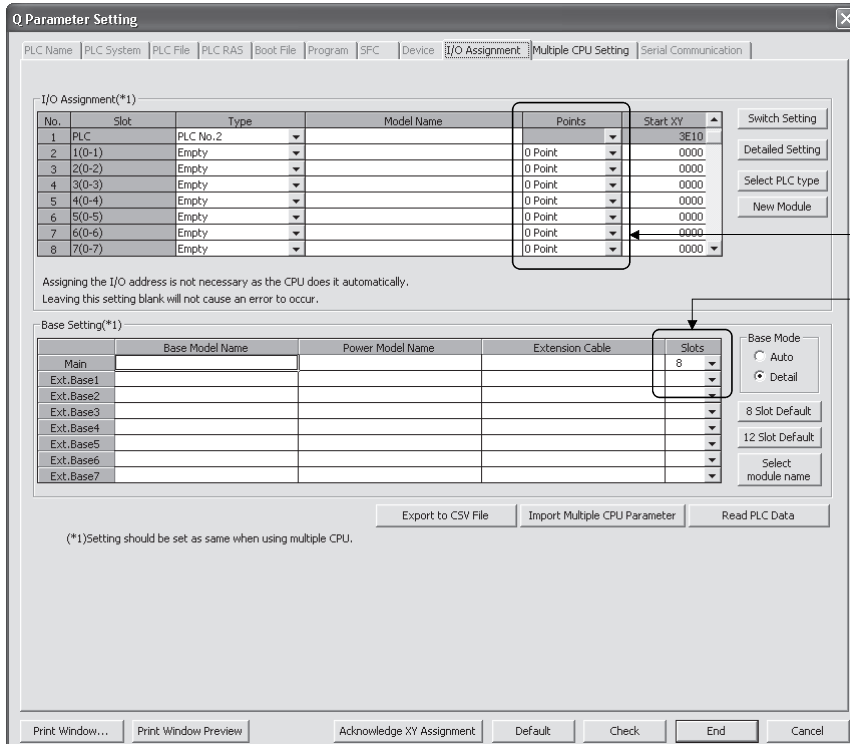 Q Parameter Setting
PLC Name PLC System PLC File PLC RAS Boot File Program SFC Device I/O Assignment Multiple CPU Setting Serial Communication
I/O Assignment(*1)
No. Slot Type Model Name Points Start XY
1 PLC PLC No.2 3E10
2 1(0-1) Empty 0 Point 0000
3 2(0-2) Empty 0 Point 0000
4 3(0-3) Empty 0 Point 0000
5 4(0-4) Empty 0 Point 0000
6 5(0-5) Empty 0 Point 0000
7 6(0-6) Empty 0 Point 0000
8 7(0-7) Empty 0 Point 0000
Switch Setting
Detailed Setting
Select PLC type
New Module
Assigning the I/O address is not necessary as the CPU does it automatically.
Leaving this setting blank will not cause an error to occur.
Base Setting(*1)
Base Model Name Power Model Name Extension Cable Slots
Main 8
Ext.Base1
Ext.Base2
Ext.Base3
Ext.Base4
Ext.Base5
Ext.Base6
Ext.Base7
Base Mode
Auto
Detail
8 Slot Default
12 Slot Default
Select
module name
Export to CSV File Import Multiple CPU Parameter Read PLC Data
(*1)Setting should be set as same when using multiple CPU.
Print Window... Print Window Preview Acknowledge XY Assignment Default Check End Cancel